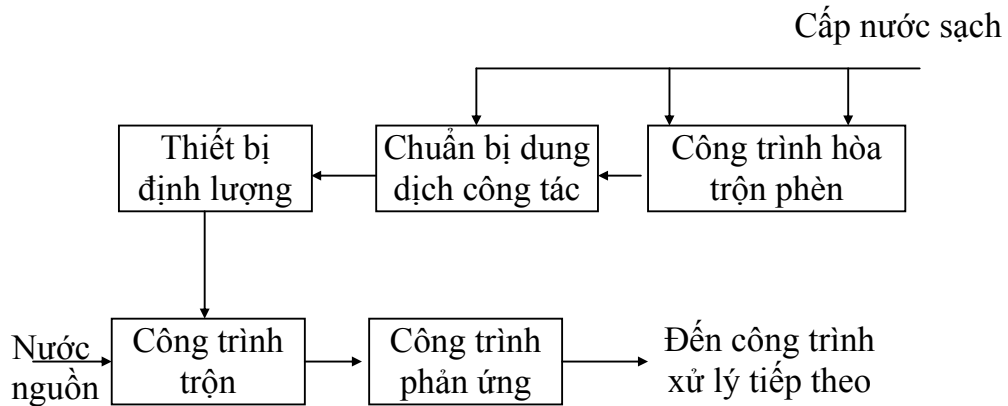 Cấp nước sạch
Thiết bị
định lượng
Chuẩn bị dung
dịch công tác
Công trình hòa
trộn phèn
Nước
nguồn
Công trình
trộn
Công trình
phản ứng
Đến công trình
xử lý tiếp theo